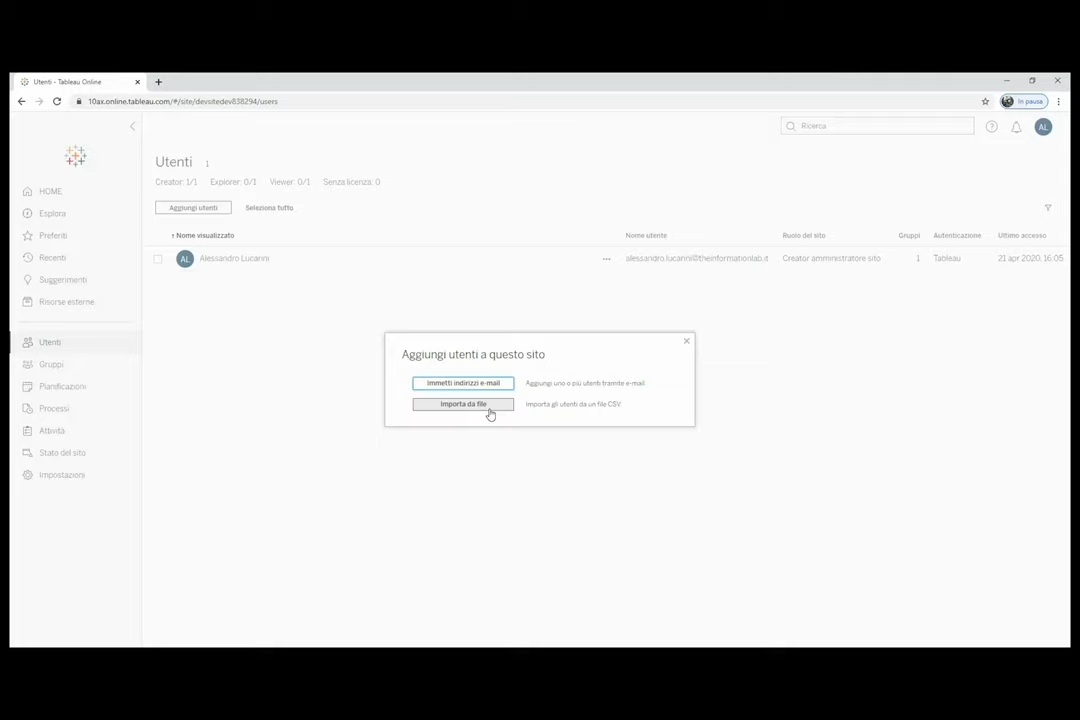 Utenti - Tableau Online
10ax.online.tableau.com/#/site/devsitedev838294/users
In pausa
Ricerca
AL
HOME
Esplora
Preferiti
Recenti
Suggerimenti
Risorse esterne
Utenti
Gruppi
Pianificazioni
Processi
Attività
Stato del sito
Impostazioni
Utenti 1
Creator: 1/1 Explorer: 0/1 Viewer: 0/1 Senza licenza: 0
Aggiungi utenti Seleziona tutto
↑ Nome visualizzato Nome utente Ruolo del sito Gruppi Autenticazione Ultimo accesso
AL Alessandro Lucarini ... alessandro.lucarini@theinformationlab.it Creator amministratore sito 1 Tableau 21 apr 2020, 16:05
Aggiungi utenti a questo sito
Immetti indirizzi e-mail Aggiungi uno o più utenti tramite e-mail
Importa da file Importa gli utenti da un file CSV